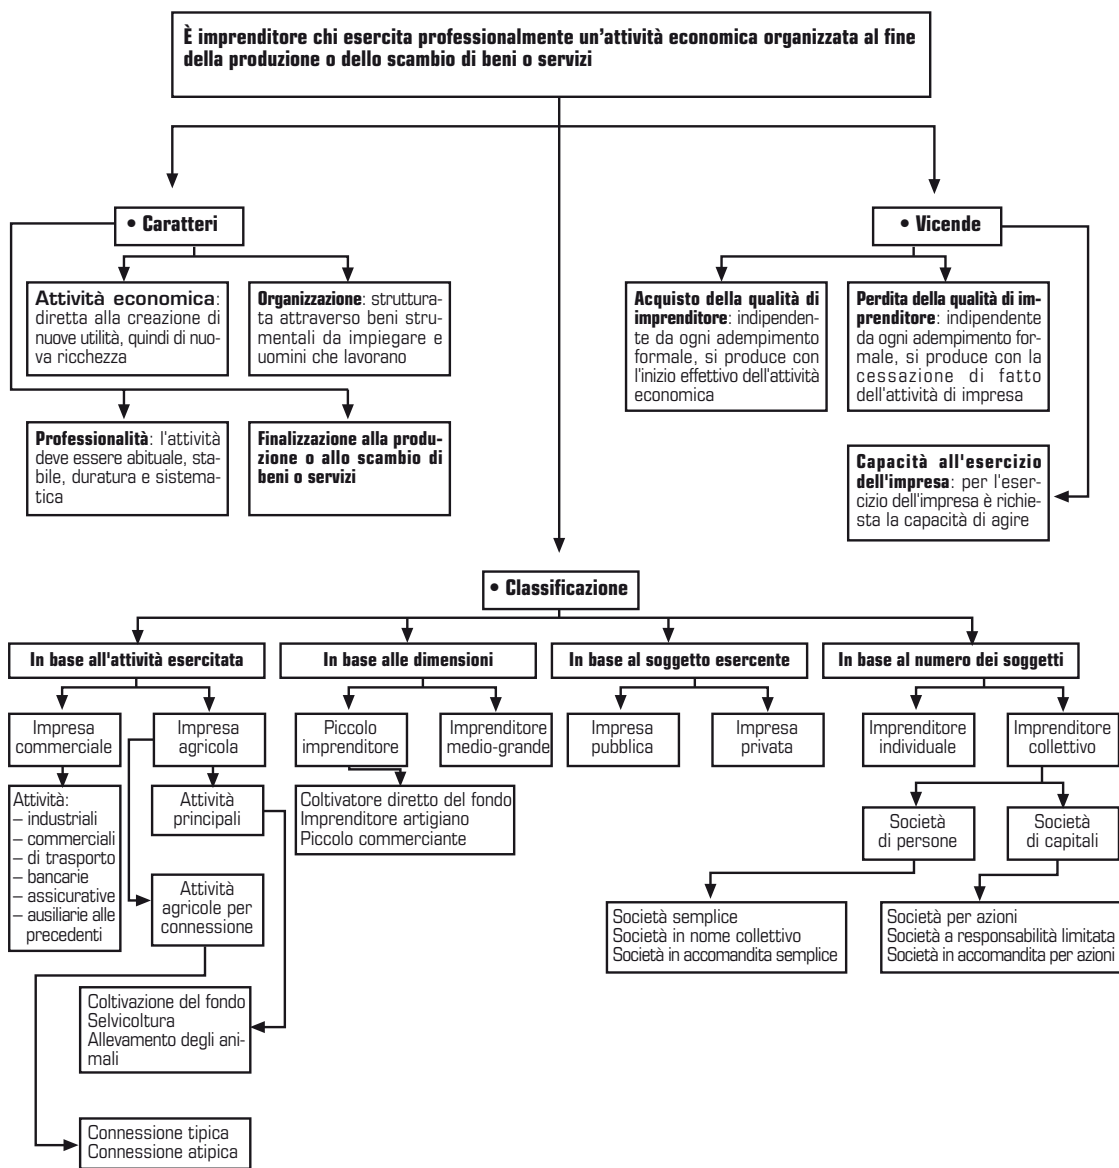 È imprenditore chi esercita professionalmente un'attività economica organizzata al fine
della produzione o dello scambio di beni o servizi
• Caratteri
Attività economica:
diretta alla creazione di
nuove utilità, quindi di nuo-
va ricchezza
Organizzazione: struttura-
ta attraverso beni stru-
mentali da impiegare e
uomini che lavorano
Professionalità: l'attività
deve essere abituale, sta-
bile, duratura e sistema-
tica
Finalizzazione alla produ-
zione o allo scambio di
beni o servizi
• Vicende
Acquisto della qualità di
imprenditore: indipenden-
te da ogni adempimento
formale, si produce con
l'inizio effettivo dell'attività
economica
Perdita della qualità di im-
prenditore: indipendente
da ogni adempimento for-
male, si produce con la
cessazione di fatto
dell'attività di impresa
Capacità all'esercizio
dell'impresa: per l'eser-
cizio dell'impresa è richie-
sta la capacità di agire
• Classificazione
In base all'attività esercitata
Impresa
commerciale
Attività:
– industriali
– commerciali
– di trasporto
– bancarie
– assicurative
– ausiliarie alle
precedenti
Impresa
agricola
Attività
principali
Attività
agricole per
connessione
Coltivazione del fondo
Selvicoltura
Allevamento degli ani-
mali
Connessione tipica
Connessione atipica
In base alle dimensioni
Piccolo
imprenditore
Imprenditore
medio-grande
Coltivatore diretto del fondo
Imprenditore artigiano
Piccolo commerciante
In base al soggetto esercente
Impresa
pubblica
Impresa
privata
In base al numero dei soggetti
Imprenditore
individuale
Imprenditore
collettivo
Società
di persone
Società
di capitali
Società semplice
Società in nome collettivo
Società in accomandita semplice
Società per azioni
Società a responsabilità limitata
Società in accomandita per azioni